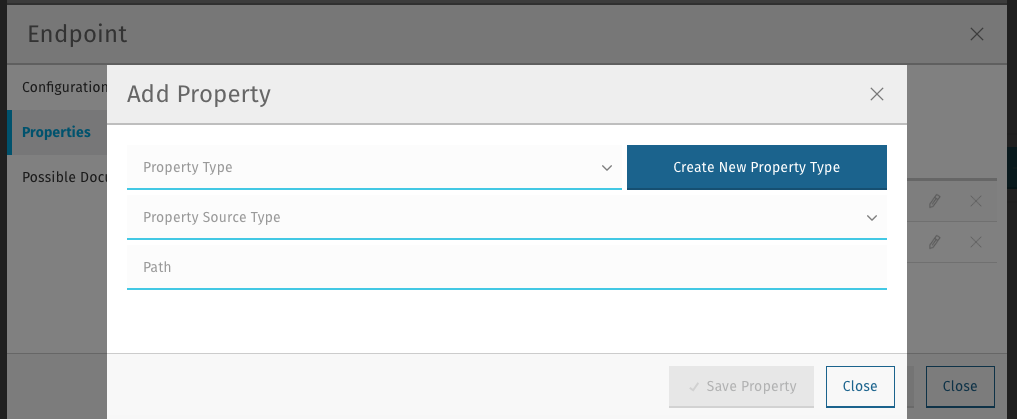 Endpoint
Configuration
Properties
Possible Docu
Add Property
Property Type
Create New Property Type
Property Source Type
Path
Save Property
Close
Close